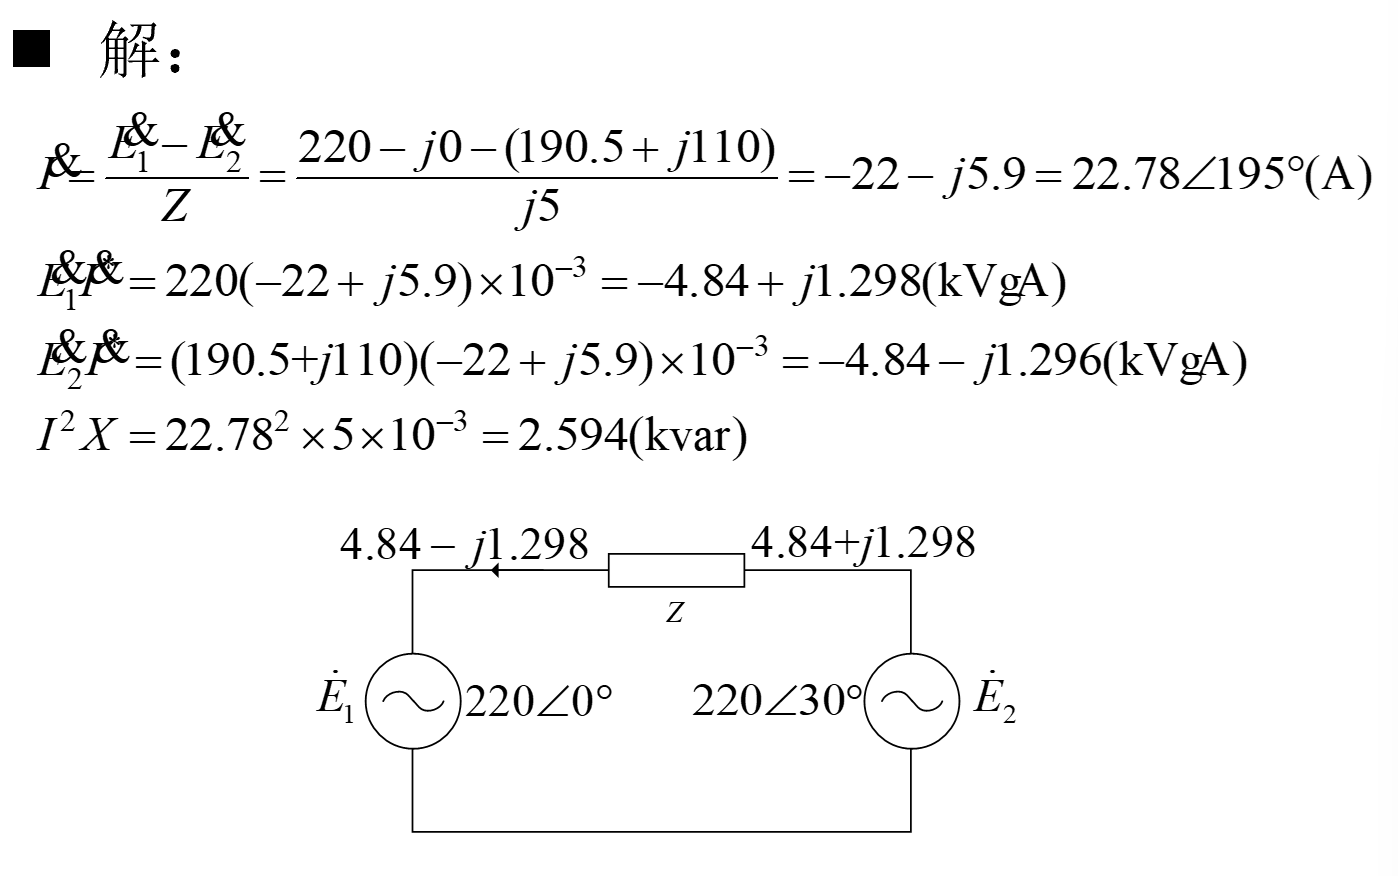 ■ 解：
I& = (E&1 − E&2)/Z = (220 − j0 − (190.5 + j110))/j5 = −22 − j5.9 = 22.78∠195°(A)
E&1I&* = 220(−22 + j5.9)×10⁻³ = −4.84 + j1.298(kVgA)
E&2I&* = (190.5+j110)(−22 + j5.9)×10⁻³ = −4.84 − j1.296(kVgA)
I²X = 22.78² ×5×10⁻³ = 2.594(kvar)
4.84 − j1.298 4.84+j1.298
Z
Ė₁ 220∠0° 220∠30° Ė₂